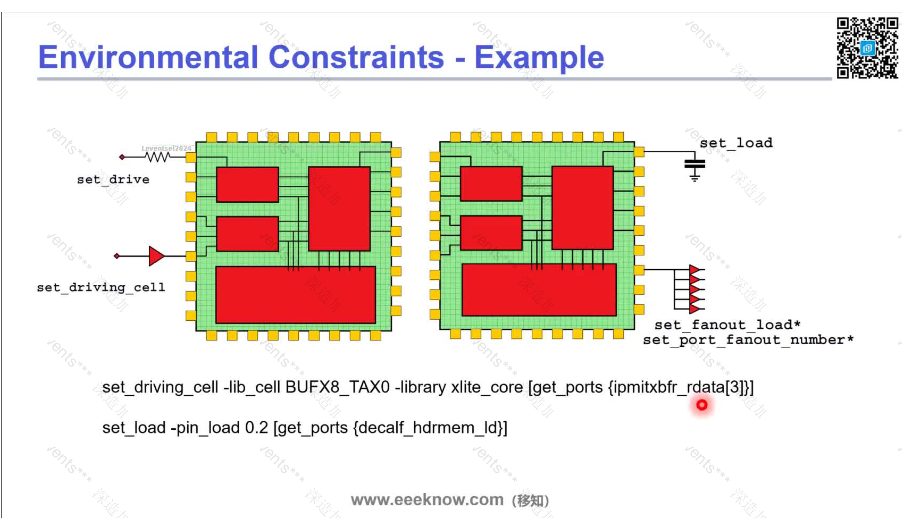 Environmental Constraints - Example
set_drive
set_load
set_driving_cell
set_fanout_load*
set_port_fanout_number*
set_driving_cell -lib_cell BUFX8_TAX0 -library xlite_core [get_ports {ipmitxbfr_rdata[3]}]
set_load -pin_load 0.2 [get_ports {decalf_hdrmem_ld}]
www.eeeknow.com（移知）